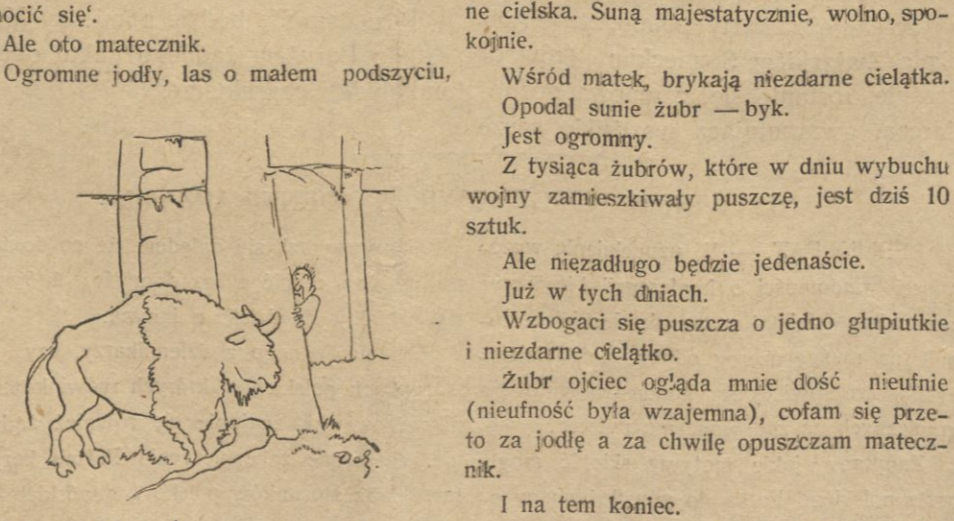 nocić się‘.
Ale oto matecznik.
Ogromne jodły, las o małem podszyciu,
ne cielska. Suną majestatycznie, wolno, spo-
kojnie.
Wśród matek, brykają niezdarne cielątka.
Opodal sunie żubr — byk.
Jest ogromny.
Z tysiąca żubrów, które w dniu wybuchu
wojny zamieszkiwały puszczę, jest dziś 10
sztuk.
Ale nięzadługo będzie jedenaście.
Już w tych dniach.
Wzbogaci się puszcza o jedno głupiutkie
i niezdarne cielątko.
Żubr ojciec ogląda mnie dość nieufnie
(nieufność była wzajemna), cofam się prze-
to za jodłę a za chwilę opuszczam matecz-
nik.
I na tem koniec.